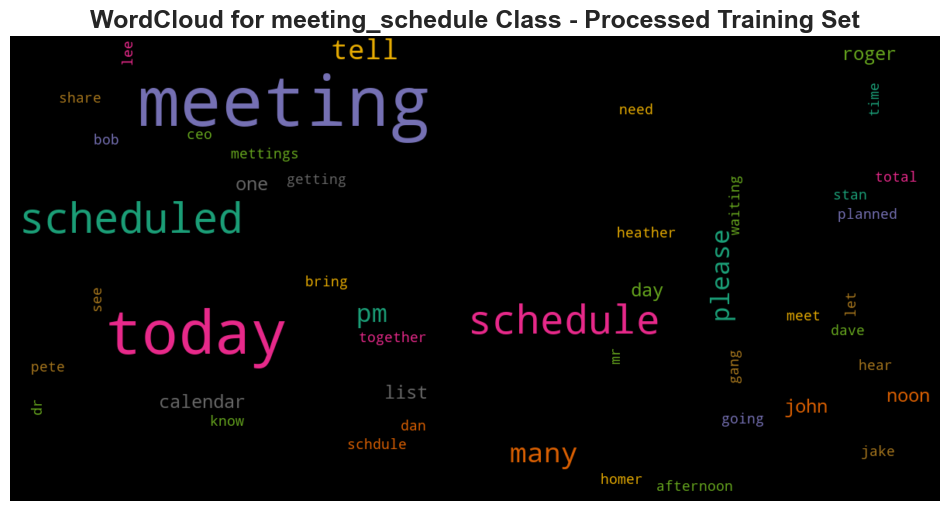 WordCloud for meeting_schedule Class - Processed Training Set
lee
tell
roger
share
meeting
need
time
bob
ceo
mettings
one
getting
total
stan
planned
waiting
scheduled
heather
please
see
bring
day
today
pm
together
schedule
meet
let
dave
mr
pete
gang
hear
dr
calendar
know
list
dan
schdule
going
john
noon
many
jake
homer
afternoon